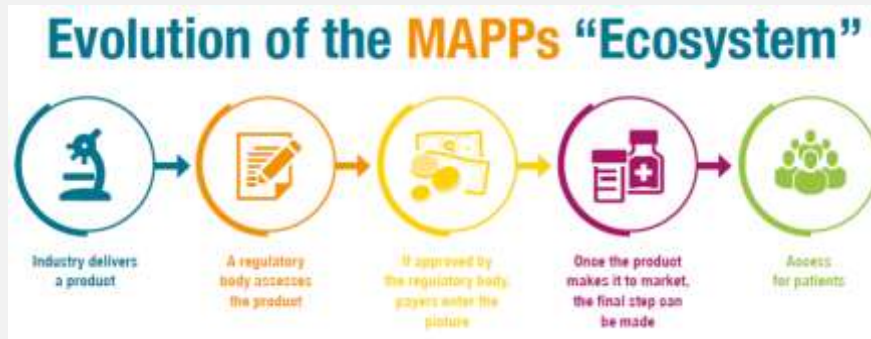 Evolution of the MAPPs “Ecosystem”
Industry delivers
a product
A regulatory
body assesses
the product
If approved by
the regulatory body,
payers enter the
picture
Once the product
makes it to market,
the final step can
be made
Access
for patients